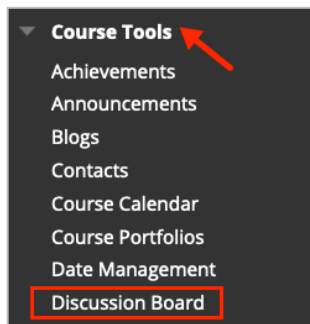 Course Tools
Achievements
Announcements
Blogs
Contacts
Course Calendar
Course Portfolios
Date Management
Discussion Board